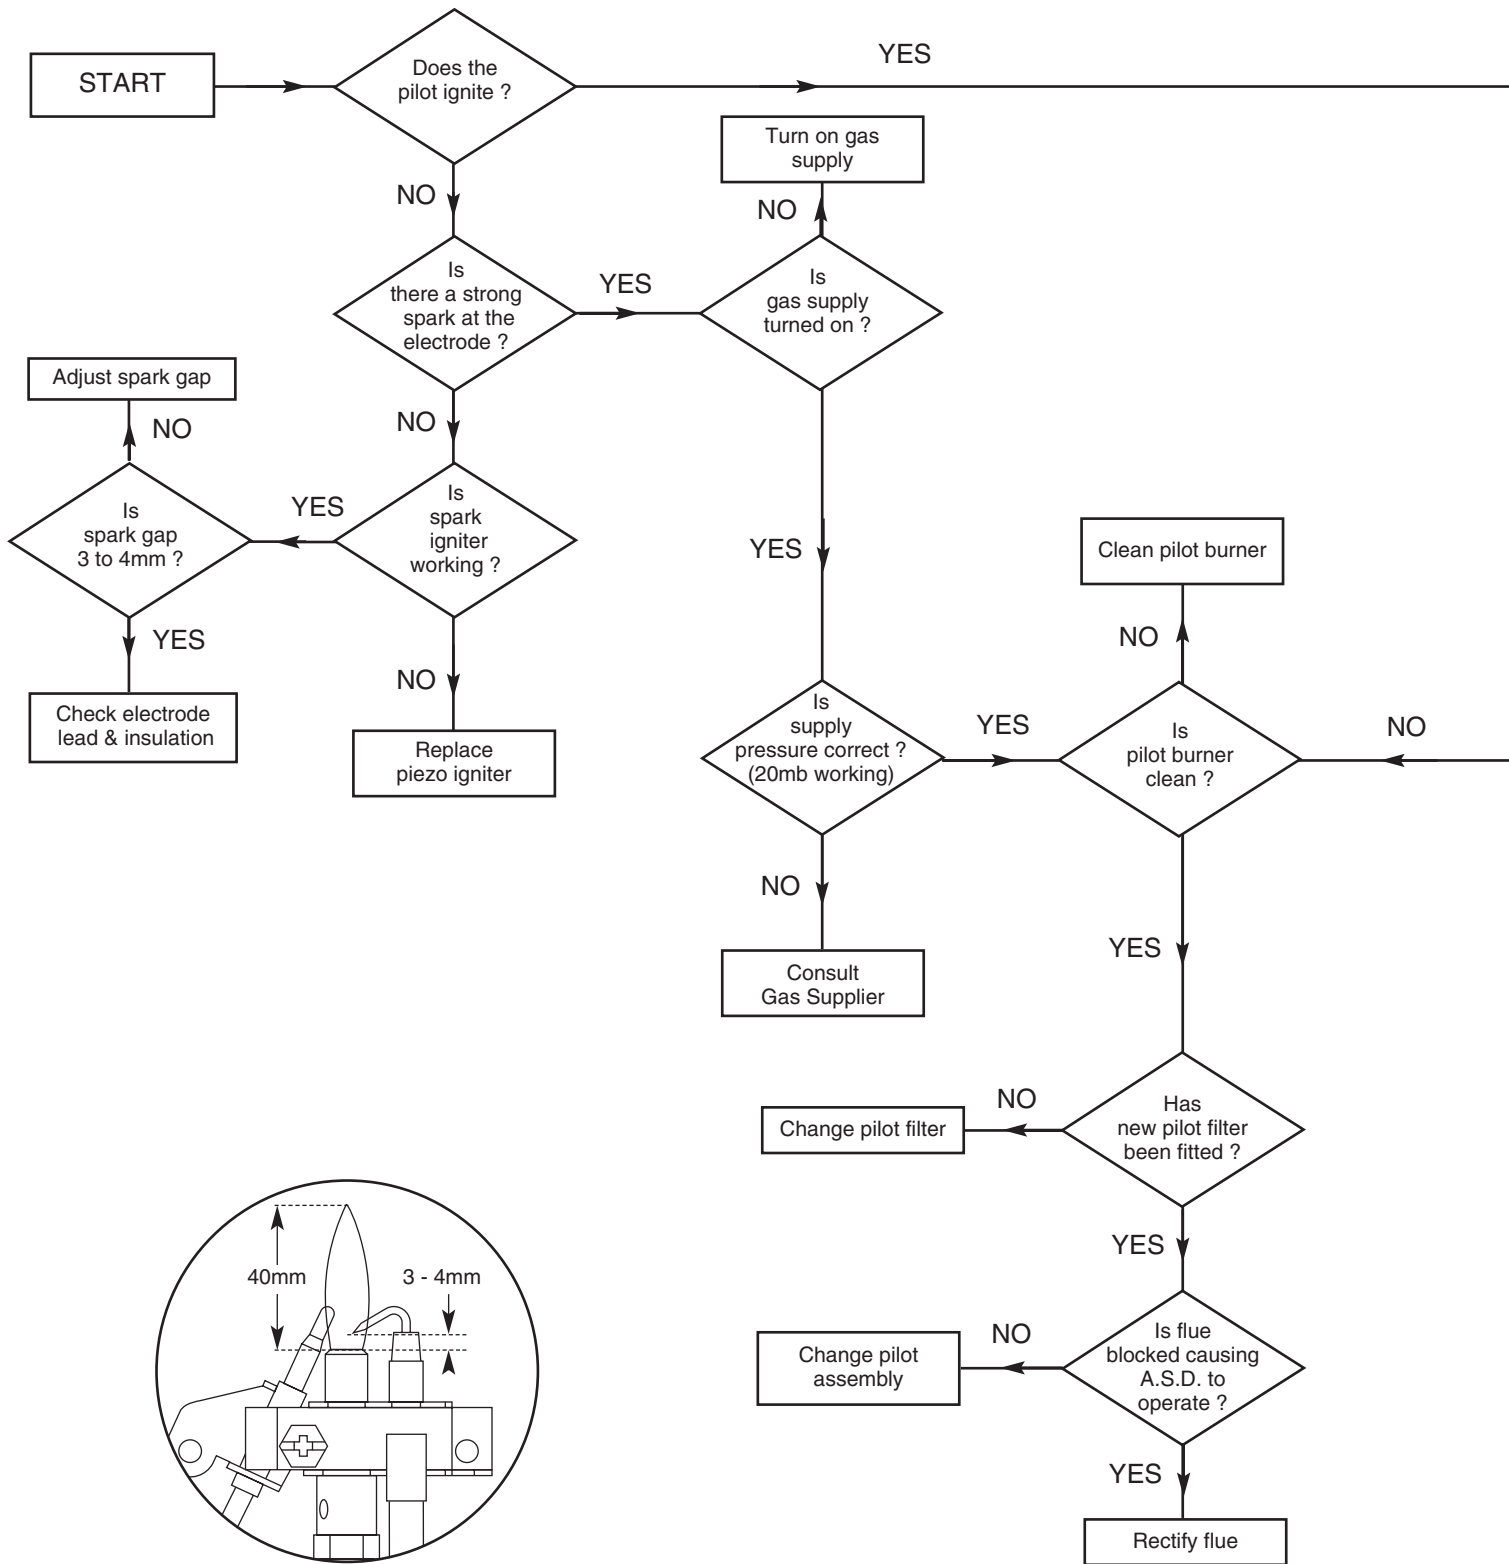 START
Does the
pilot ignite ?
YES
Turn on gas
supply
NO
NO
Is
there a strong
spark at the
electrode ?
YES
Is
gas supply
turned on ?
Adjust spark gap
NO
NO
Is
spark gap
3 to 4mm ?
YES
Is
spark
igniter
working ?
YES
Clean pilot burner
YES
NO
NO
Check electrode
lead & insulation
Replace
piezo igniter
Is
supply
pressure correct ?
(20mb working)
YES
Is
pilot burner
clean ?
NO
NO
YES
Consult
Gas Supplier
Change pilot filter
NO
Has
new pilot filter
been fitted ?
YES
40mm
3 - 4mm
Change pilot
assembly
NO
Is flue
blocked causing
A.S.D. to
operate ?
YES
Rectify flue